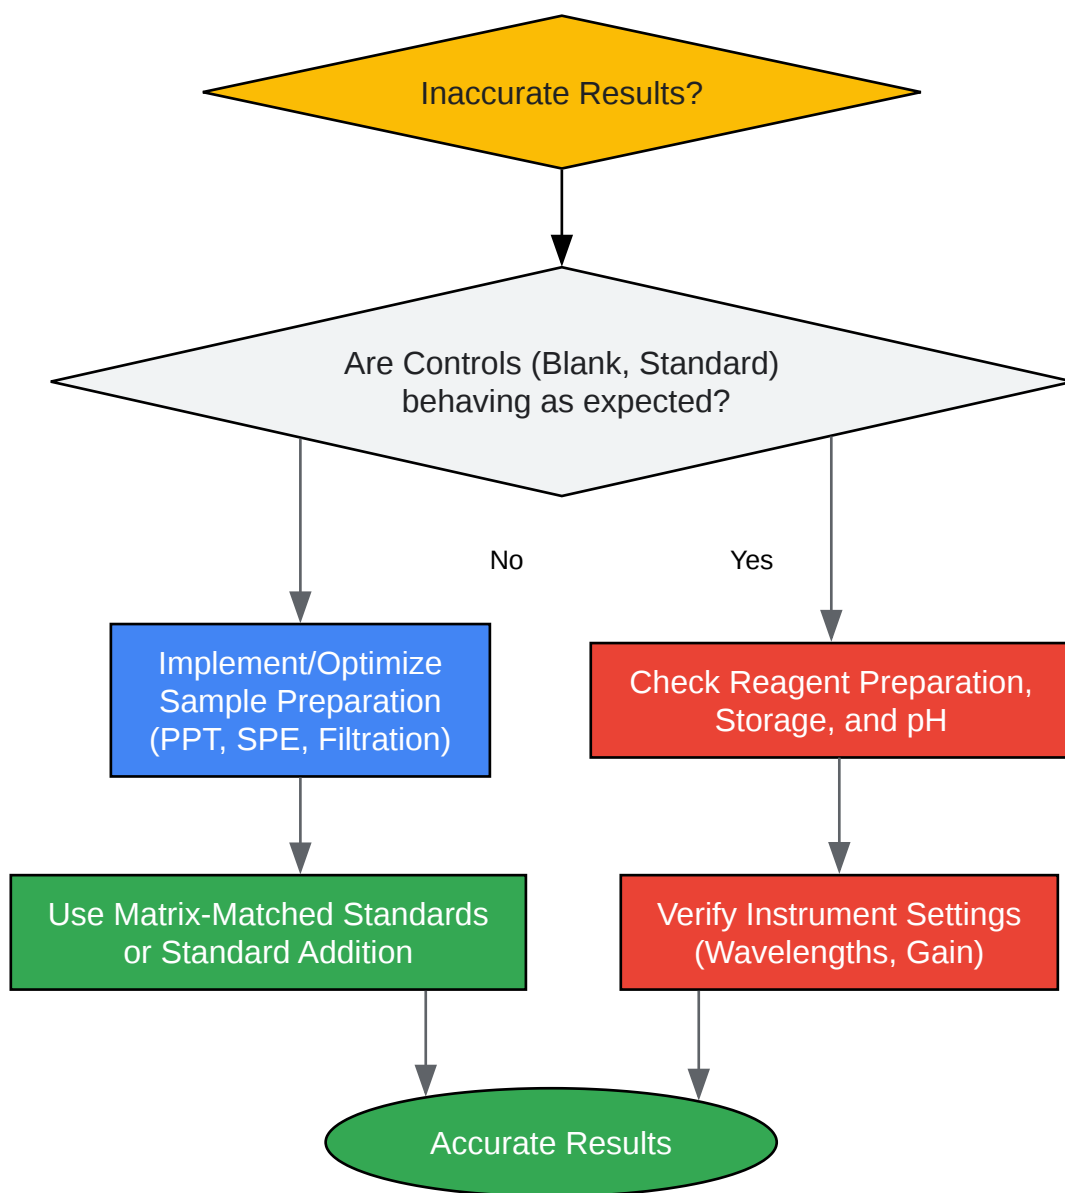 Inaccurate Results?
Are Controls (Blank, Standard)
behaving as expected?
No
Yes
Implement/Optimize
Sample Preparation
(PPT, SPE, Filtration)
Check Reagent Preparation,
Storage, and pH
Use Matrix-Matched Standards
or Standard Addition
Verify Instrument Settings
(Wavelengths, Gain)
Accurate Results